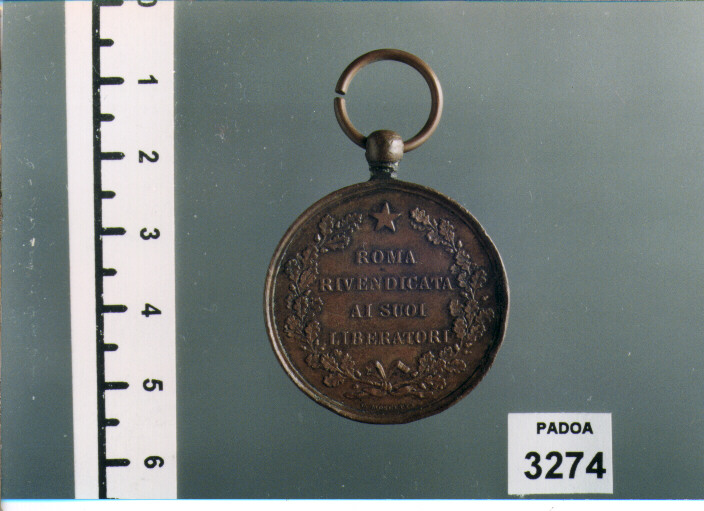 0
1
2
3
4
5
6
ROMA
RIVENDICATA
AI SUOI
LIBERATORI
PADOA
3274